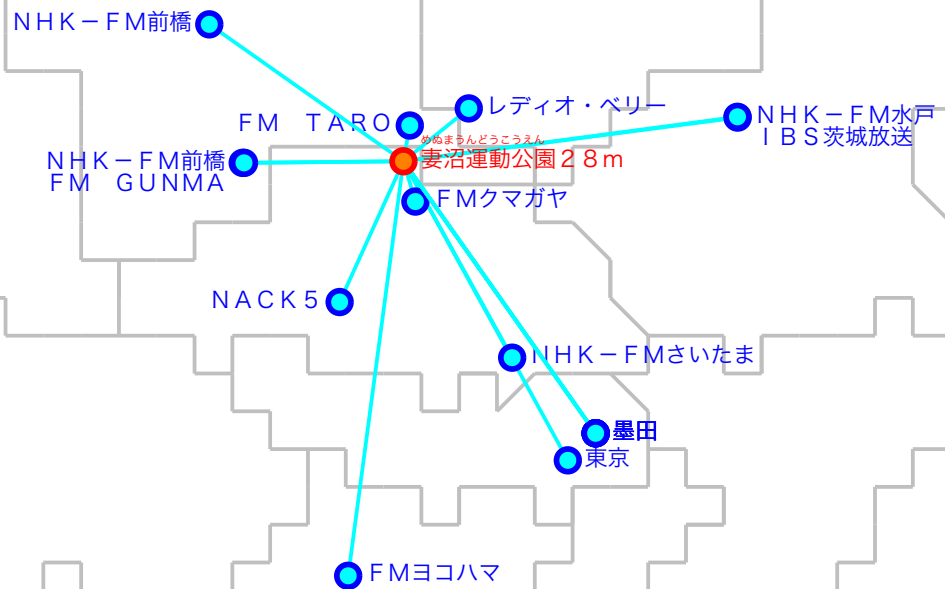 NHK－FM前橋
レディオ・ベリー
FM　TARO
NHK－FM水戸
IBS茨城放送
めぬまうんどうこうえん
妻沼運動公園28m
NHK－FM前橋
FM　GUNMA
FMクマガヤ
NACK5
NHK－FMさいたま
墨田
東京
FMヨコハマ